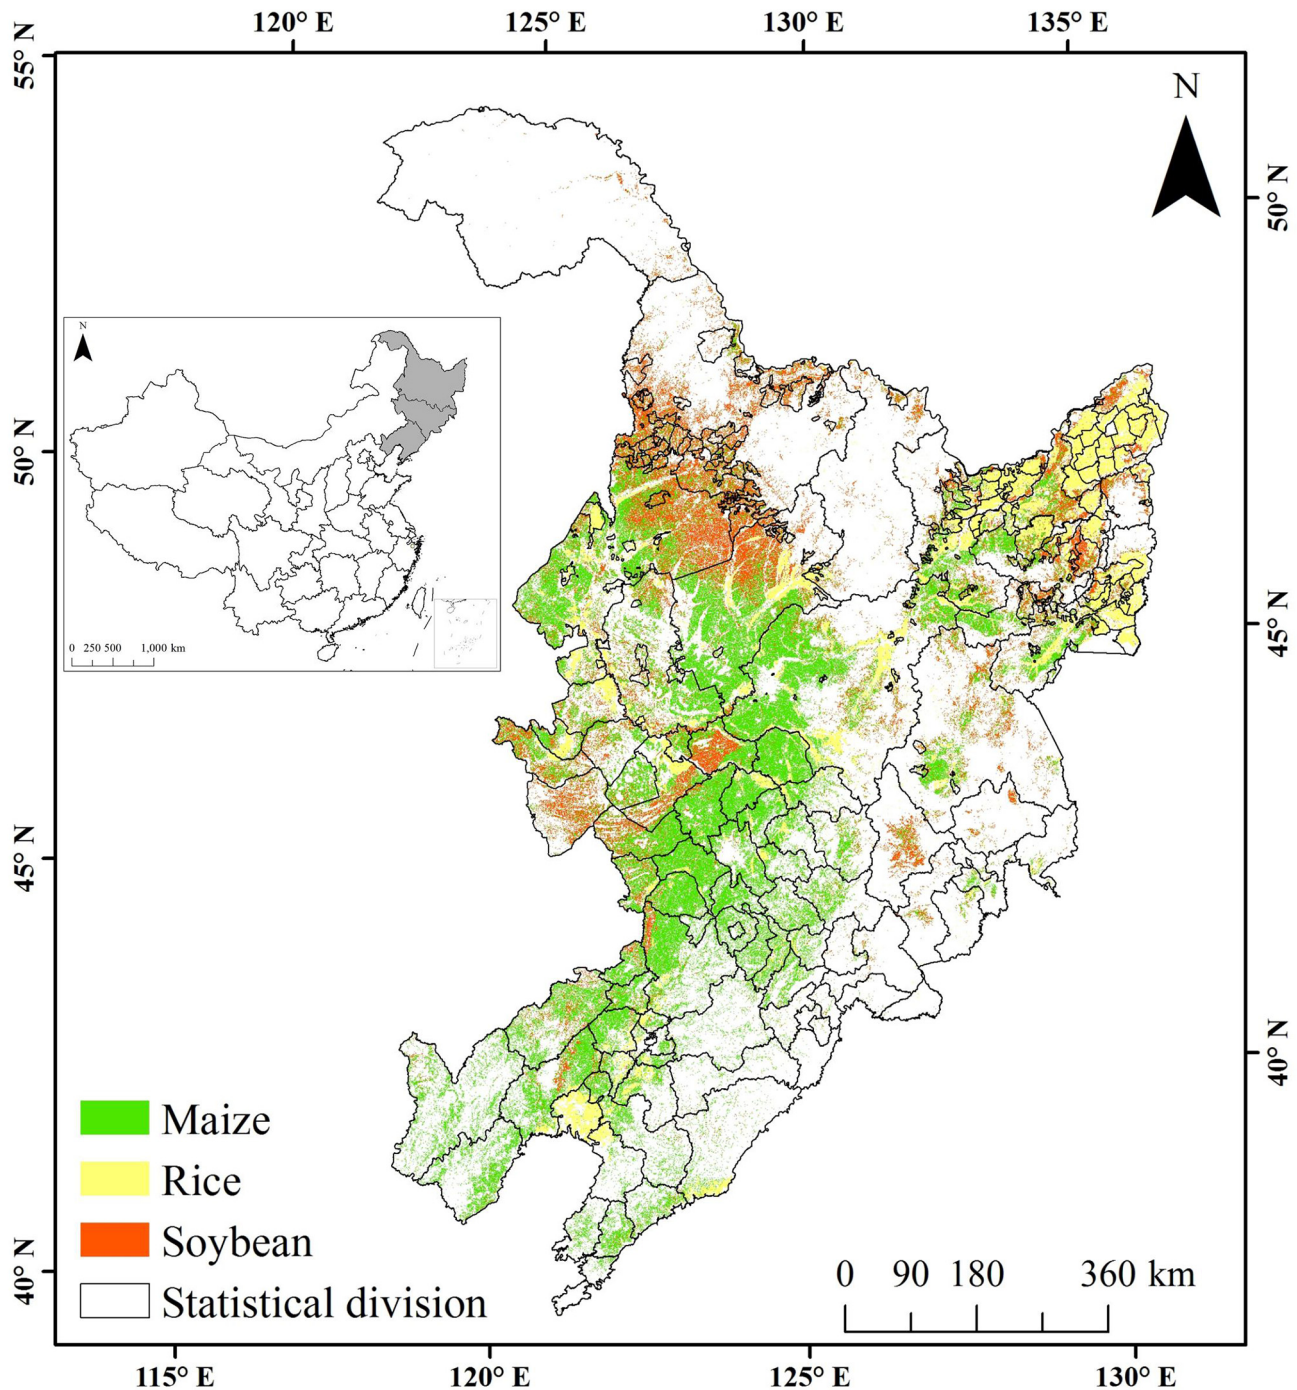 120° E 125° E 130° E 135° E
55° N
N
50° N
N
50° N
45° N
0 250 500 1,000 km
45° N
40° N
Maize
Rice
Soybean
Statistical division
0 90 180 360 km
40° N
115° E 120° E 125° E 130° E